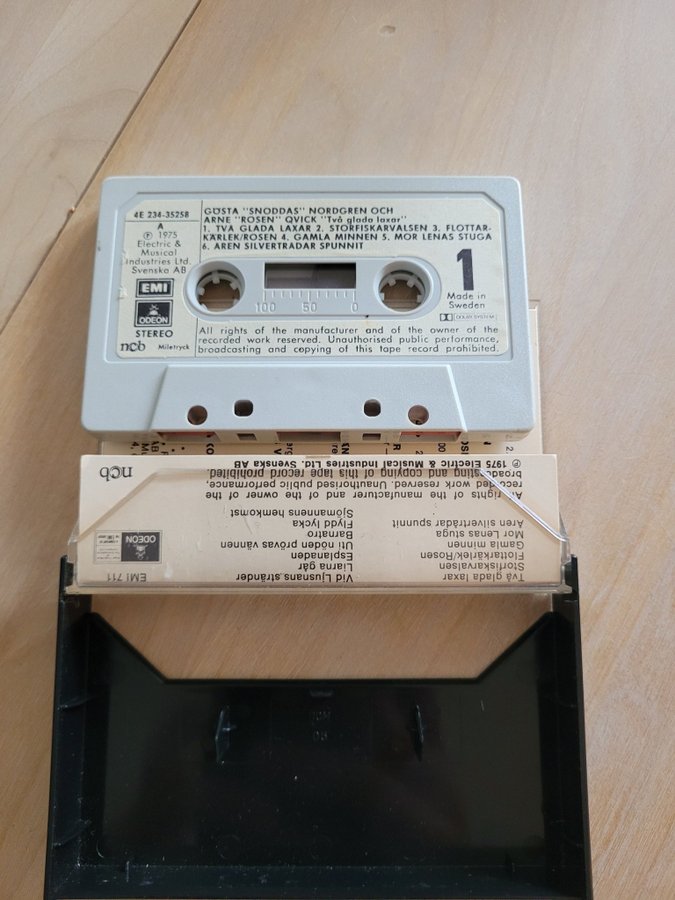 4E 234-35258
A
℗ 1975
Electric &
Musical
Industries Ltd.
Svenska AB
EMI
ODEON
STEREO
ncb Miletryck
GÖSTA "SNODDAS" NORDGREN OCH
ARNE "ROSEN" QVICK "Två glada laxar"
1. TVA GLADA LAXAR 2. STORFISKARVALSEN 3. FLOTTAR-
KÄRLEK/ROSEN 4. GAMLA MINNEN 5. MOR LENAS STUGA
6. AREN SILVERTRADAR SPUNNIT
100 50 0
1
Made in
Sweden
DOLBY SYSTEM
All rights of the manufacturer and of the owner of the
recorded work reserved. Unauthorised public performance,
broadcasting and copying of this tape record prohibited.
EMI 711
ODEON
Två glada laxar
Storfiskarvalsen
Flottarkärlek/Rosen
Gamla minnen
Mor Lenas stuga
Åren silvertrådar spunnit
Vid Ljusnans stränder
Liarna går
Esplanaden
Uti nöden prövas vännen
Barnatro
Flydd lycka
Sjömannens hemkomst
All rights of the manufacturer and of the owner of the
recorded work reserved. Unauthorised public performance,
broadcasting and copying of this tape record prohibited.
℗ 1975 Electric & Musical Industries Ltd. Svenska AB
ncb